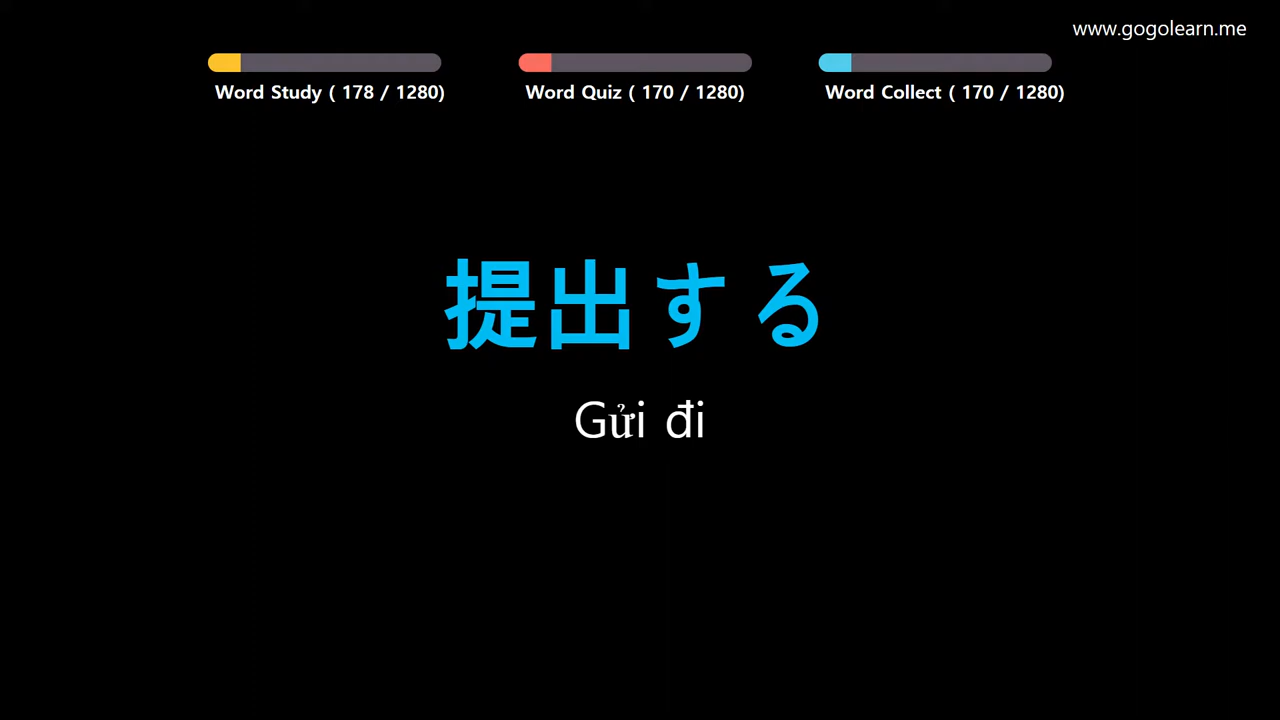 www.gogolearn.me
Word Study ( 178 / 1280)
Word Quiz ( 170 / 1280)
Word Collect ( 170 / 1280)
提出する
Gửi đi